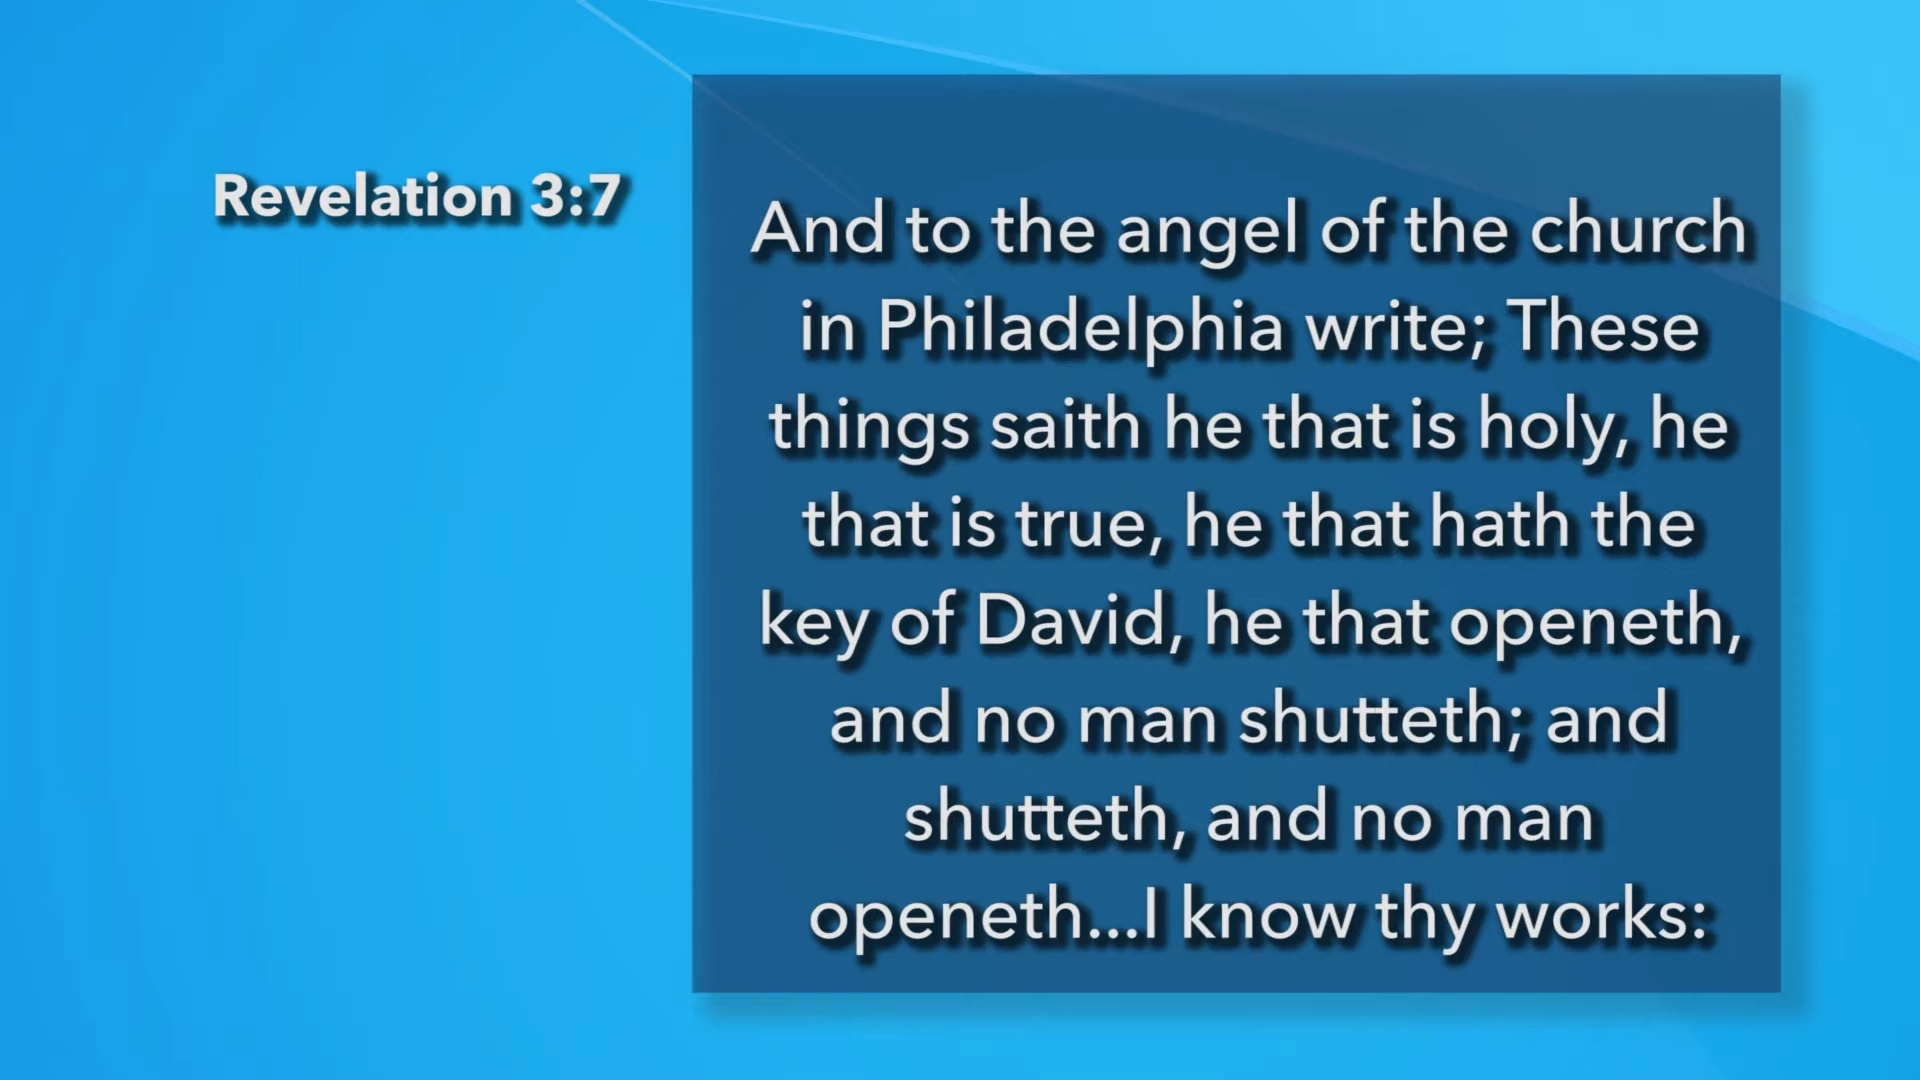 Revelation 3:7
And to the angel of the church
in Philadelphia write; These
things saith he that is holy, he
that is true, he that hath the
key of David, he that openeth,
and no man shutteth; and
shutteth, and no man
openeth...I know thy works: